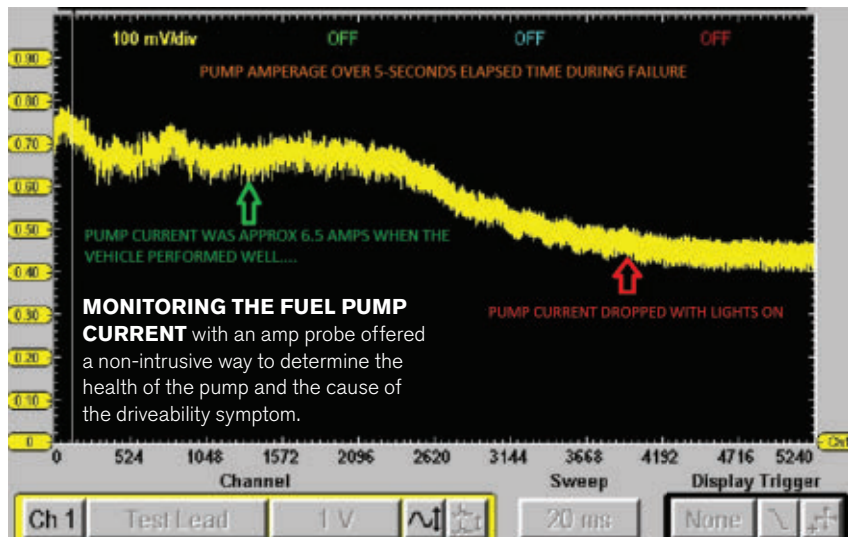 100 mV/div OFF OFF OFF
PUMP AMPERAGE OVER 5-SECONDS ELAPSED TIME DURING FAILURE
0.90
0.80
0.70
0.60
0.50
0.40
0.30
0.20
0.10
0
PUMP CURRENT WAS APPROX 6.5 AMPS WHEN THE
VEHICLE PERFORMED WELL....
MONITORING THE FUEL PUMP
CURRENT with an amp probe offered
a non-intrusive way to determine the
health of the pump and the cause of
the driveability symptom.
PUMP CURRENT DROPPED WITH LIGHTS ON
Ch1
0 524 1048 1572 2096 2620 3144 3668 4192 4716 5240
Channel Sweep Display Trigger
Ch 1 Test Lead 1 V 20 ms None